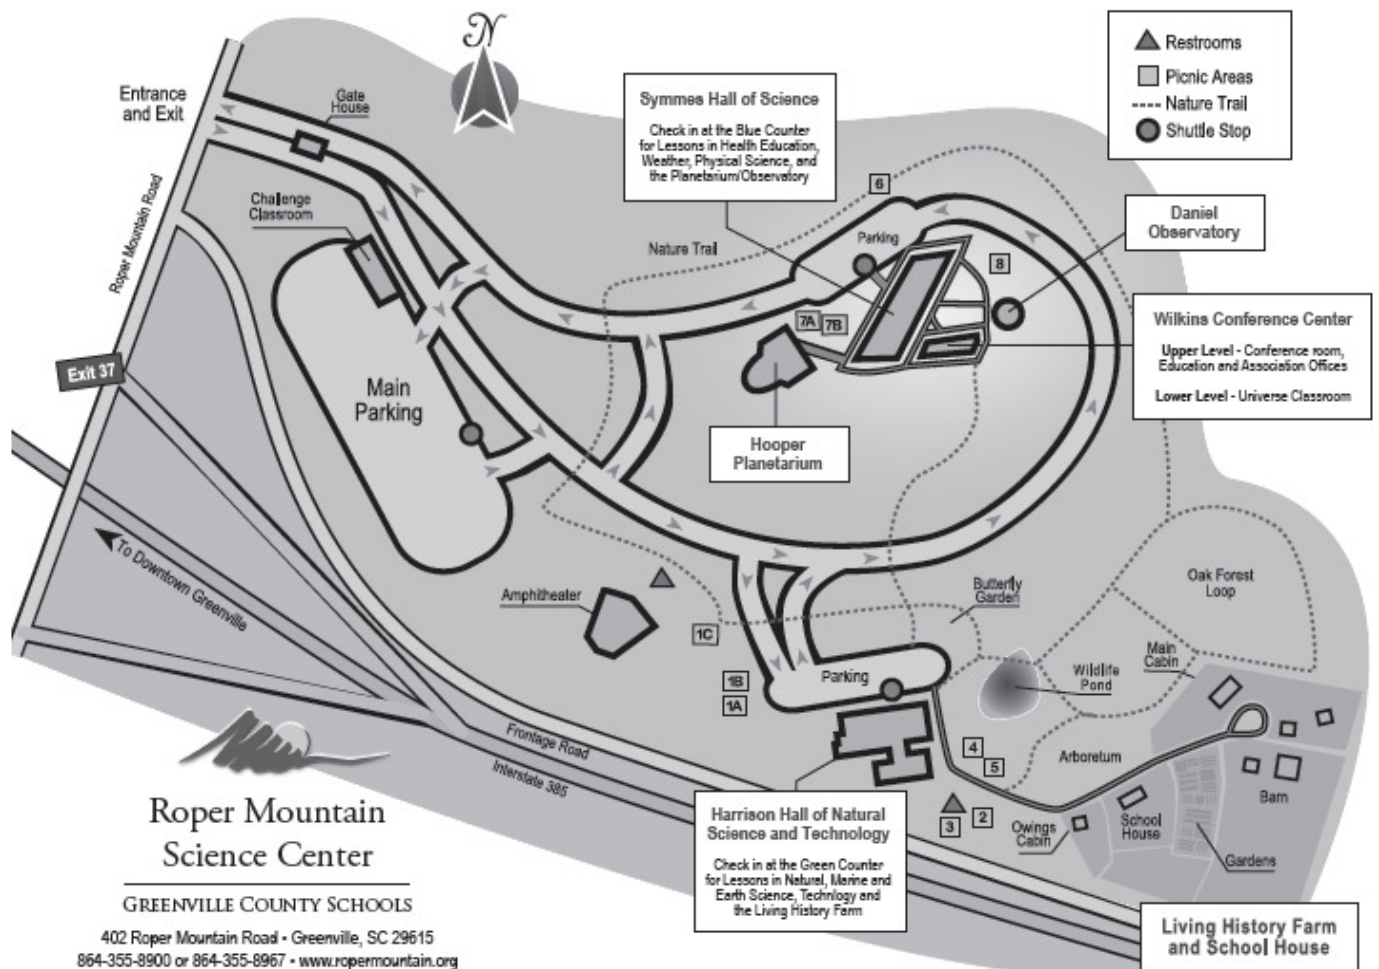 N
Restrooms
Picnic Areas
Nature Trail
Shuttle Stop
Entrance
and Exit
Gate
House
Symmes Hall of Science
Check in at the Blue Counter
for Lessons in Health Education,
Weather, Physical Science, and
the Planetarium/Observatory
6
Daniel
Observatory
Challenge
Classroom
Roper Mountain Road
Nature Trail
Parking
8
7A
7B
Wilkins Conference Center
Upper Level - Conference room,
Education and Association Offices
Lower Level - Universe Classroom
Exit 37
Main
Parking
Hooper
Planetarium
To Downtown Greenville
Amphitheater
1C
Butterfly
Garden
Oak Forest
Loop
1B
1A
Parking
Wildlife
Pond
Main
Cabin
Frontage Road
Interstate 385
4
5
Arboretum
Barn
3
2
Owings
Cabin
School
House
Gardens
Harrison Hall of Natural
Science and Technology
Check in at the Green Counter
for Lessons in Natural, Marine and
Earth Science, Technlogy and
the Living History Farm
Living History Farm
and School House
Roper Mountain
Science Center
GREENVILLE COUNTY SCHOOLS
402 Roper Mountain Road • Greenville, SC 29615
864-355-8900 or 864-355-8967 • www.ropermountain.org